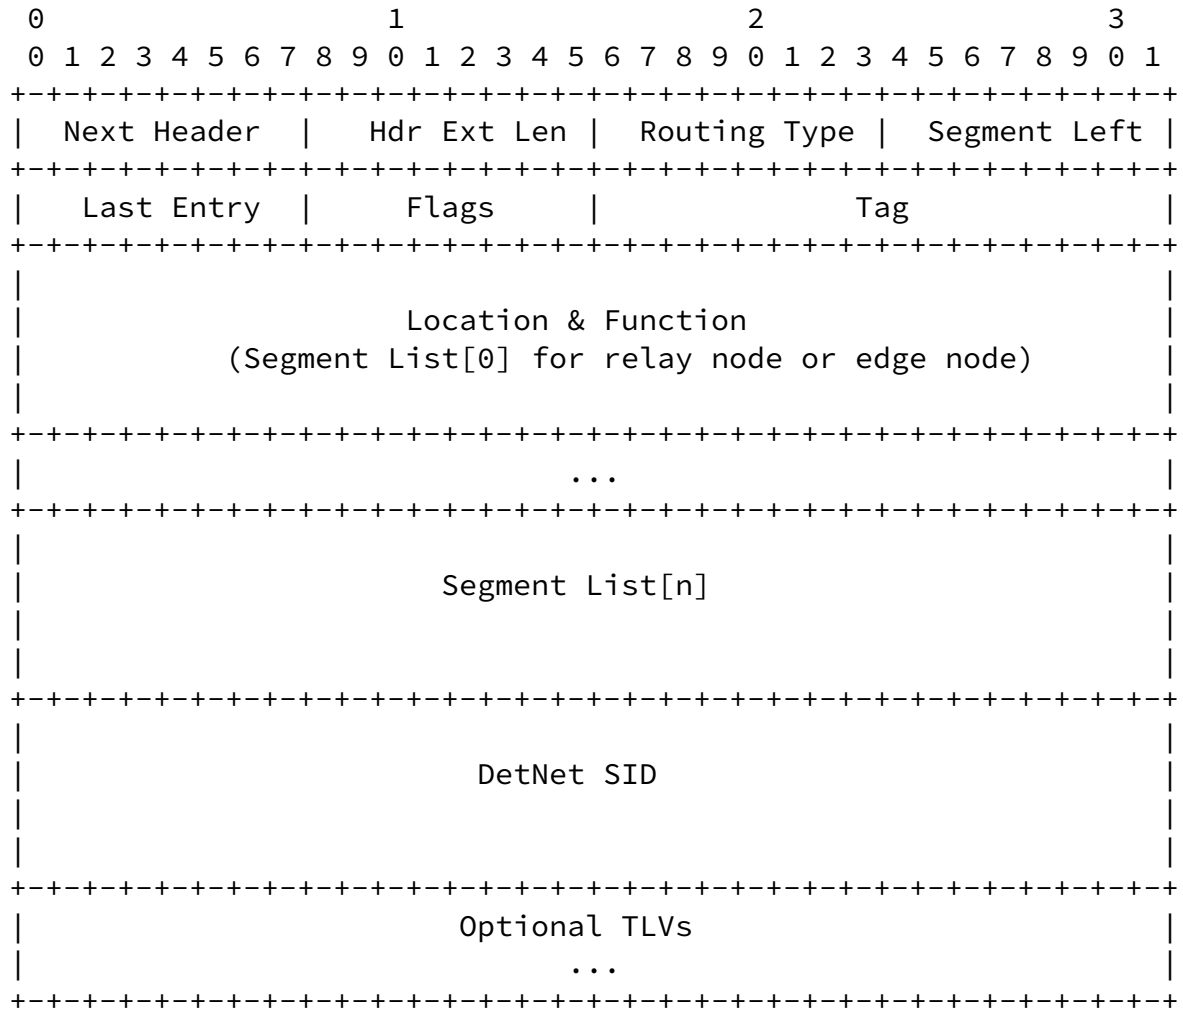 0                   1                   2                   3
 0 1 2 3 4 5 6 7 8 9 0 1 2 3 4 5 6 7 8 9 0 1 2 3 4 5 6 7 8 9 0 1
+-+-+-+-+-+-+-+-+-+-+-+-+-+-+-+-+-+-+-+-+-+-+-+-+-+-+-+-+-+-+-+-+
|  Next Header  |   Hdr Ext Len |  Routing Type |  Segment Left |
+-+-+-+-+-+-+-+-+-+-+-+-+-+-+-+-+-+-+-+-+-+-+-+-+-+-+-+-+-+-+-+-+
|   Last Entry  |     Flags     |              Tag              |
+-+-+-+-+-+-+-+-+-+-+-+-+-+-+-+-+-+-+-+-+-+-+-+-+-+-+-+-+-+-+-+-+
|                                                               |
|                     Location & Function                       |
|           (Segment List[0] for relay node or edge node)       |
|                                                               |
+-+-+-+-+-+-+-+-+-+-+-+-+-+-+-+-+-+-+-+-+-+-+-+-+-+-+-+-+-+-+-+-+
|                              ...                              |
+-+-+-+-+-+-+-+-+-+-+-+-+-+-+-+-+-+-+-+-+-+-+-+-+-+-+-+-+-+-+-+-+
|                                                               |
|                       Segment List[n]                         |
|                                                               |
|                                                               |
+-+-+-+-+-+-+-+-+-+-+-+-+-+-+-+-+-+-+-+-+-+-+-+-+-+-+-+-+-+-+-+-+
|                                                               |
|                         DetNet SID                            |
|                                                               |
|                                                               |
+-+-+-+-+-+-+-+-+-+-+-+-+-+-+-+-+-+-+-+-+-+-+-+-+-+-+-+-+-+-+-+-+
|                        Optional TLVs                          |
|                              ...                              |
+-+-+-+-+-+-+-+-+-+-+-+-+-+-+-+-+-+-+-+-+-+-+-+-+-+-+-+-+-+-+-+-+